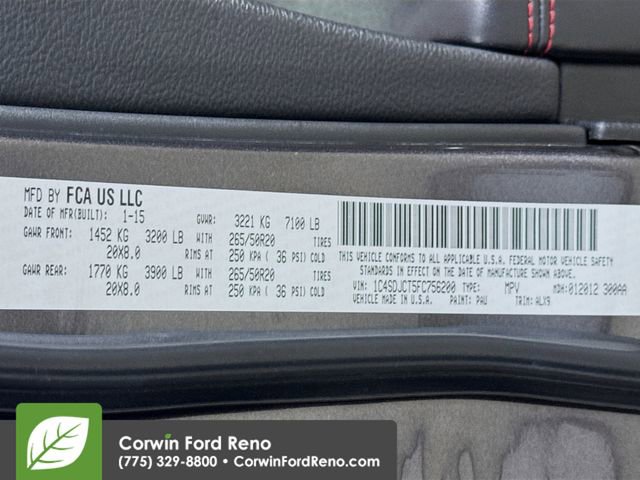 MFD BY FCA US LLC
DATE OF MFR(BUILT): 1-15 GVWR: 3221 KG 7100 LB
GAWR FRONT: 1452 KG 3200 LB WITH 265/50R20 TIRES
20X8.0 RIMS AT 250 KPA ( 36 PSI) COLD
GAWR REAR: 1770 KG 3900 LB WITH 265/50R20 TIRES
20X8.0 RIMS AT 250 KPA ( 36 PSI) COLD
THIS VEHICLE CONFORMS TO ALL APPLICABLE U.S.A. FEDERAL MOTOR VEHICLE SAFETY
STANDARDS IN EFFECT ON THE DATE OF MANUFACTURE SHOWN ABOVE.
VIN: 1C4SDJCT5FC756200 TYPE: MPV MDH:012012 300AA
VEHICLE MADE IN U.S.A. PAINT: PAU TRIM: ALX9
Corwin Ford Reno
(775) 329-8800 • CorwinFordReno.com